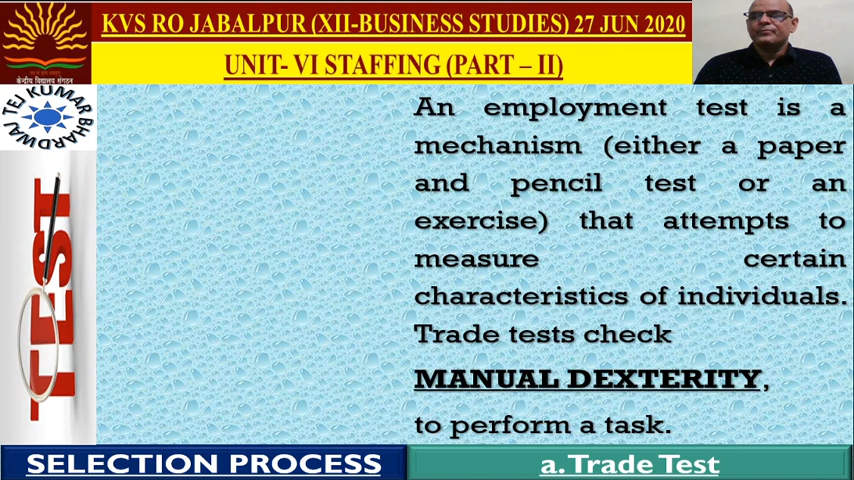 KVS RO JABALPUR (XII-BUSINESS STUDIES) 27 JUN 2020
UNIT- VI STAFFING (PART – II)
केन्द्रीय विद्यालय संगठन
TEJ KUMAR BHARDWAJ
TEST
An employment test is a
mechanism (either a paper
and pencil test or an
exercise) that attempts to
measure certain
characteristics of individuals.
Trade tests check
MANUAL DEXTERITY,
to perform a task.
SELECTION PROCESS
a. Trade Test